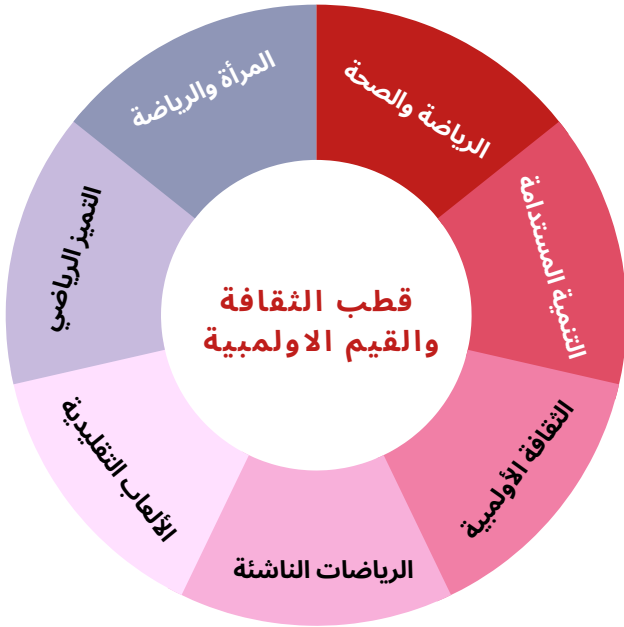 قطب الثقافة
والقيم الاولمبية
الرياضة والصحة
التنمية المستدامة
الثقافة الأولمبية
الرياضات الناشئة
الألعاب التقليدية
التميز الرياضي
المرأة والرياضة